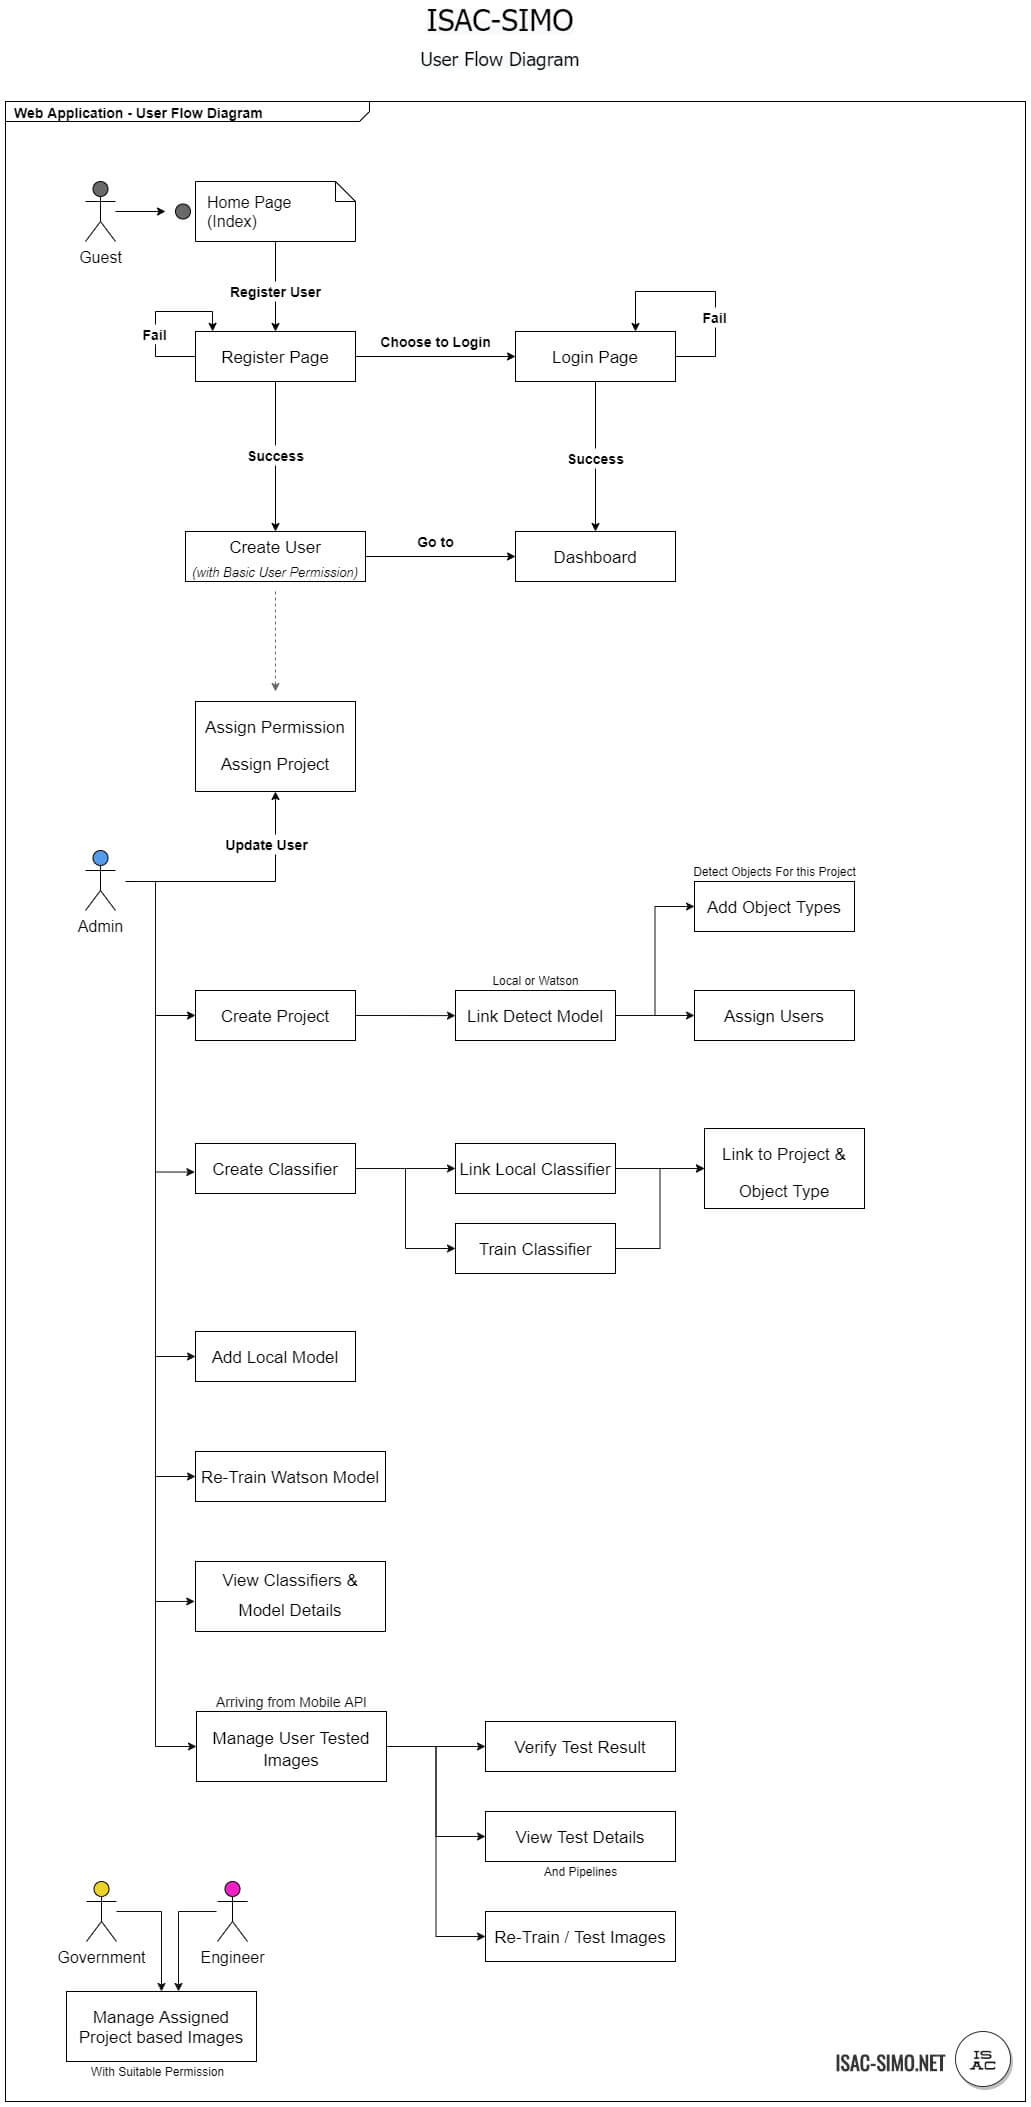 ISAC-SIMO
User Flow Diagram
Web Application - User Flow Diagram
Home Page
(Index)
Guest
Register User
Fail
Register Page
Choose to Login
Login Page
Fail
Success
Success
Create User
(with Basic User Permission)
Go to
Dashboard
Assign Permission
Assign Project
Update User
Admin
Detect Objects For this Project
Add Object Types
Create Project
Local or Watson
Link Detect Model
Assign Users
Create Classifier
Link Local Classifier
Train Classifier
Link to Project &
Object Type
Add Local Model
Re-Train Watson Model
View Classifiers &
Model Details
Arriving from Mobile API
Manage User Tested
Images
Verify Test Result
View Test Details
And Pipelines
Re-Train / Test Images
Government
Engineer
Manage Assigned
Project based Images
With Suitable Permission
ISAC-SIMO.NET
IS
AC